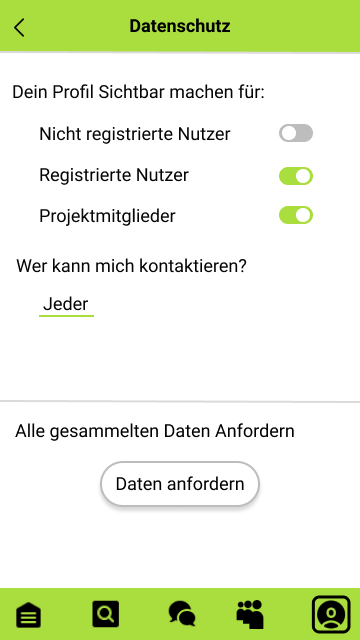 Datenschutz
Dein Profil Sichtbar machen für:
Nicht registrierte Nutzer
Registrierte Nutzer
Projektmitglieder
Wer kann mich kontaktieren?
Jeder
Alle gesammelten Daten Anfordern
Daten anfordern